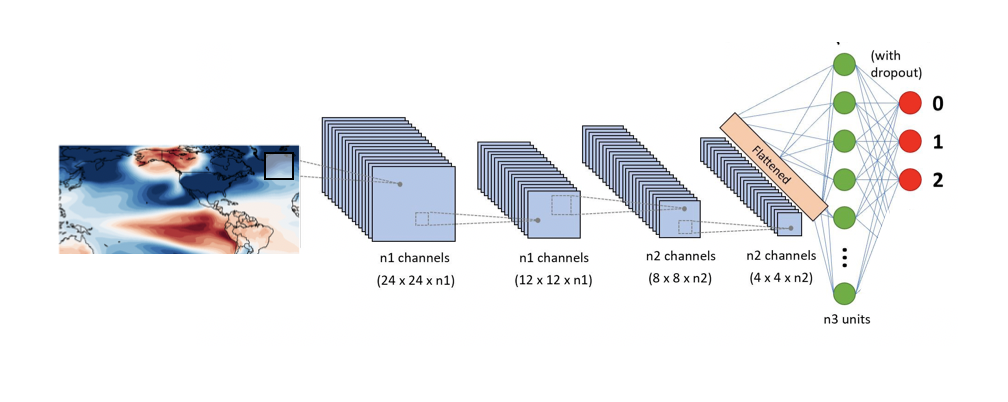 (with
dropout)
0
1
2
Flattened
n1 channels
(24 x 24 x n1)
n1 channels
(12 x 12 x n1)
n2 channels
(8 x 8 x n2)
n2 channels
(4 x 4 x n2)
n3 units